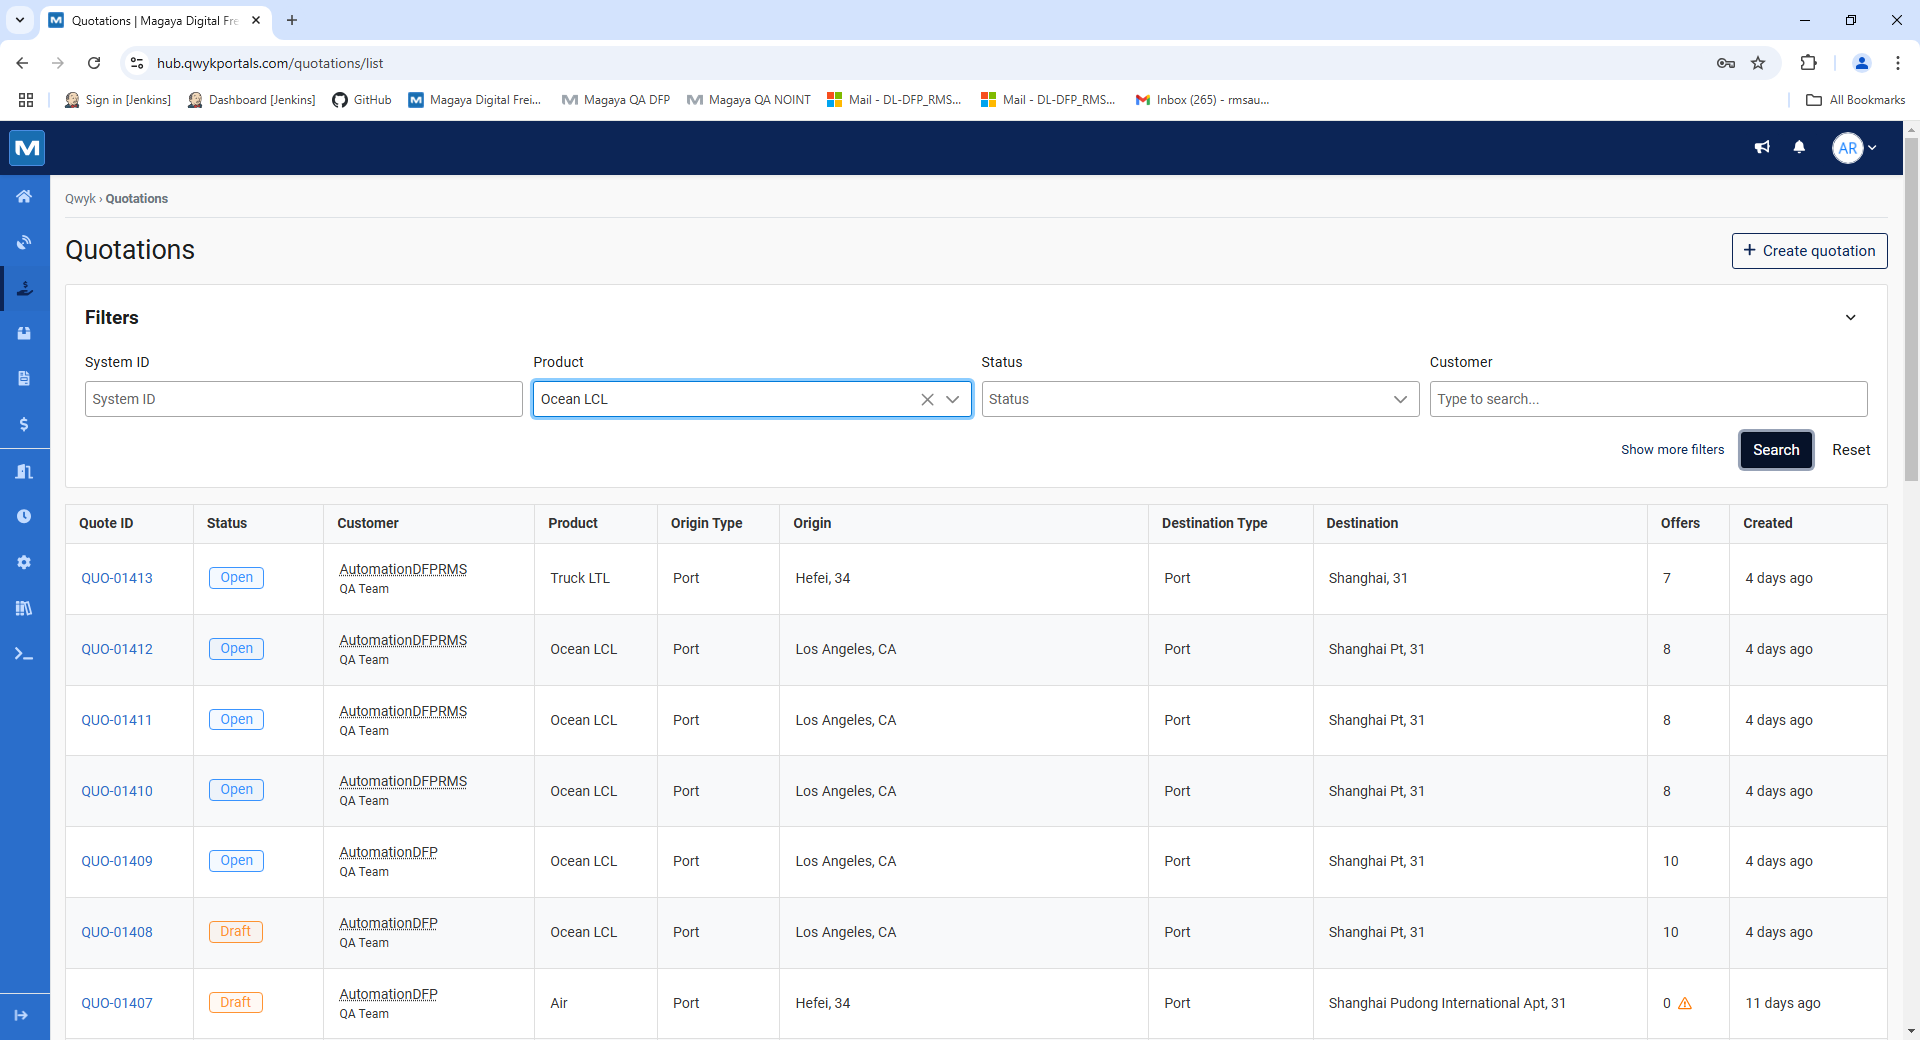 Quotations | Magaya Digital Fre
hub.qwykportals.com/quotations/list
Sign in [Jenkins]
Dashboard [Jenkins]
GitHub
Magaya Digital Frei...
Magaya QA DFP
Magaya QA NOINT
Mail - DL-DFP_RMS...
Mail - DL-DFP_RMS...
Inbox (265) - rmsau...
All Bookmarks
M
AR
Qwyk › Quotations
Quotations
+ Create quotation
Filters
System ID
Product
Status
Customer
System ID
Ocean LCL
Status
Type to search...
Show more filters
Search
Reset
Quote ID Status Customer Product Origin Type Origin Destination Type Destination Offers Created
QUO-01413 Open AutomationDFPRMS QA Team Truck LTL Port Hefei, 34 Port Shanghai, 31 7 4 days ago
QUO-01412 Open AutomationDFPRMS QA Team Ocean LCL Port Los Angeles, CA Port Shanghai Pt, 31 8 4 days ago
QUO-01411 Open AutomationDFPRMS QA Team Ocean LCL Port Los Angeles, CA Port Shanghai Pt, 31 8 4 days ago
QUO-01410 Open AutomationDFPRMS QA Team Ocean LCL Port Los Angeles, CA Port Shanghai Pt, 31 8 4 days ago
QUO-01409 Open AutomationDFP QA Team Ocean LCL Port Los Angeles, CA Port Shanghai Pt, 31 10 4 days ago
QUO-01408 Draft AutomationDFP QA Team Ocean LCL Port Los Angeles, CA Port Shanghai Pt, 31 10 4 days ago
QUO-01407 Draft AutomationDFP QA Team Air Port Hefei, 34 Port Shanghai Pudong International Apt, 31 0 11 days ago